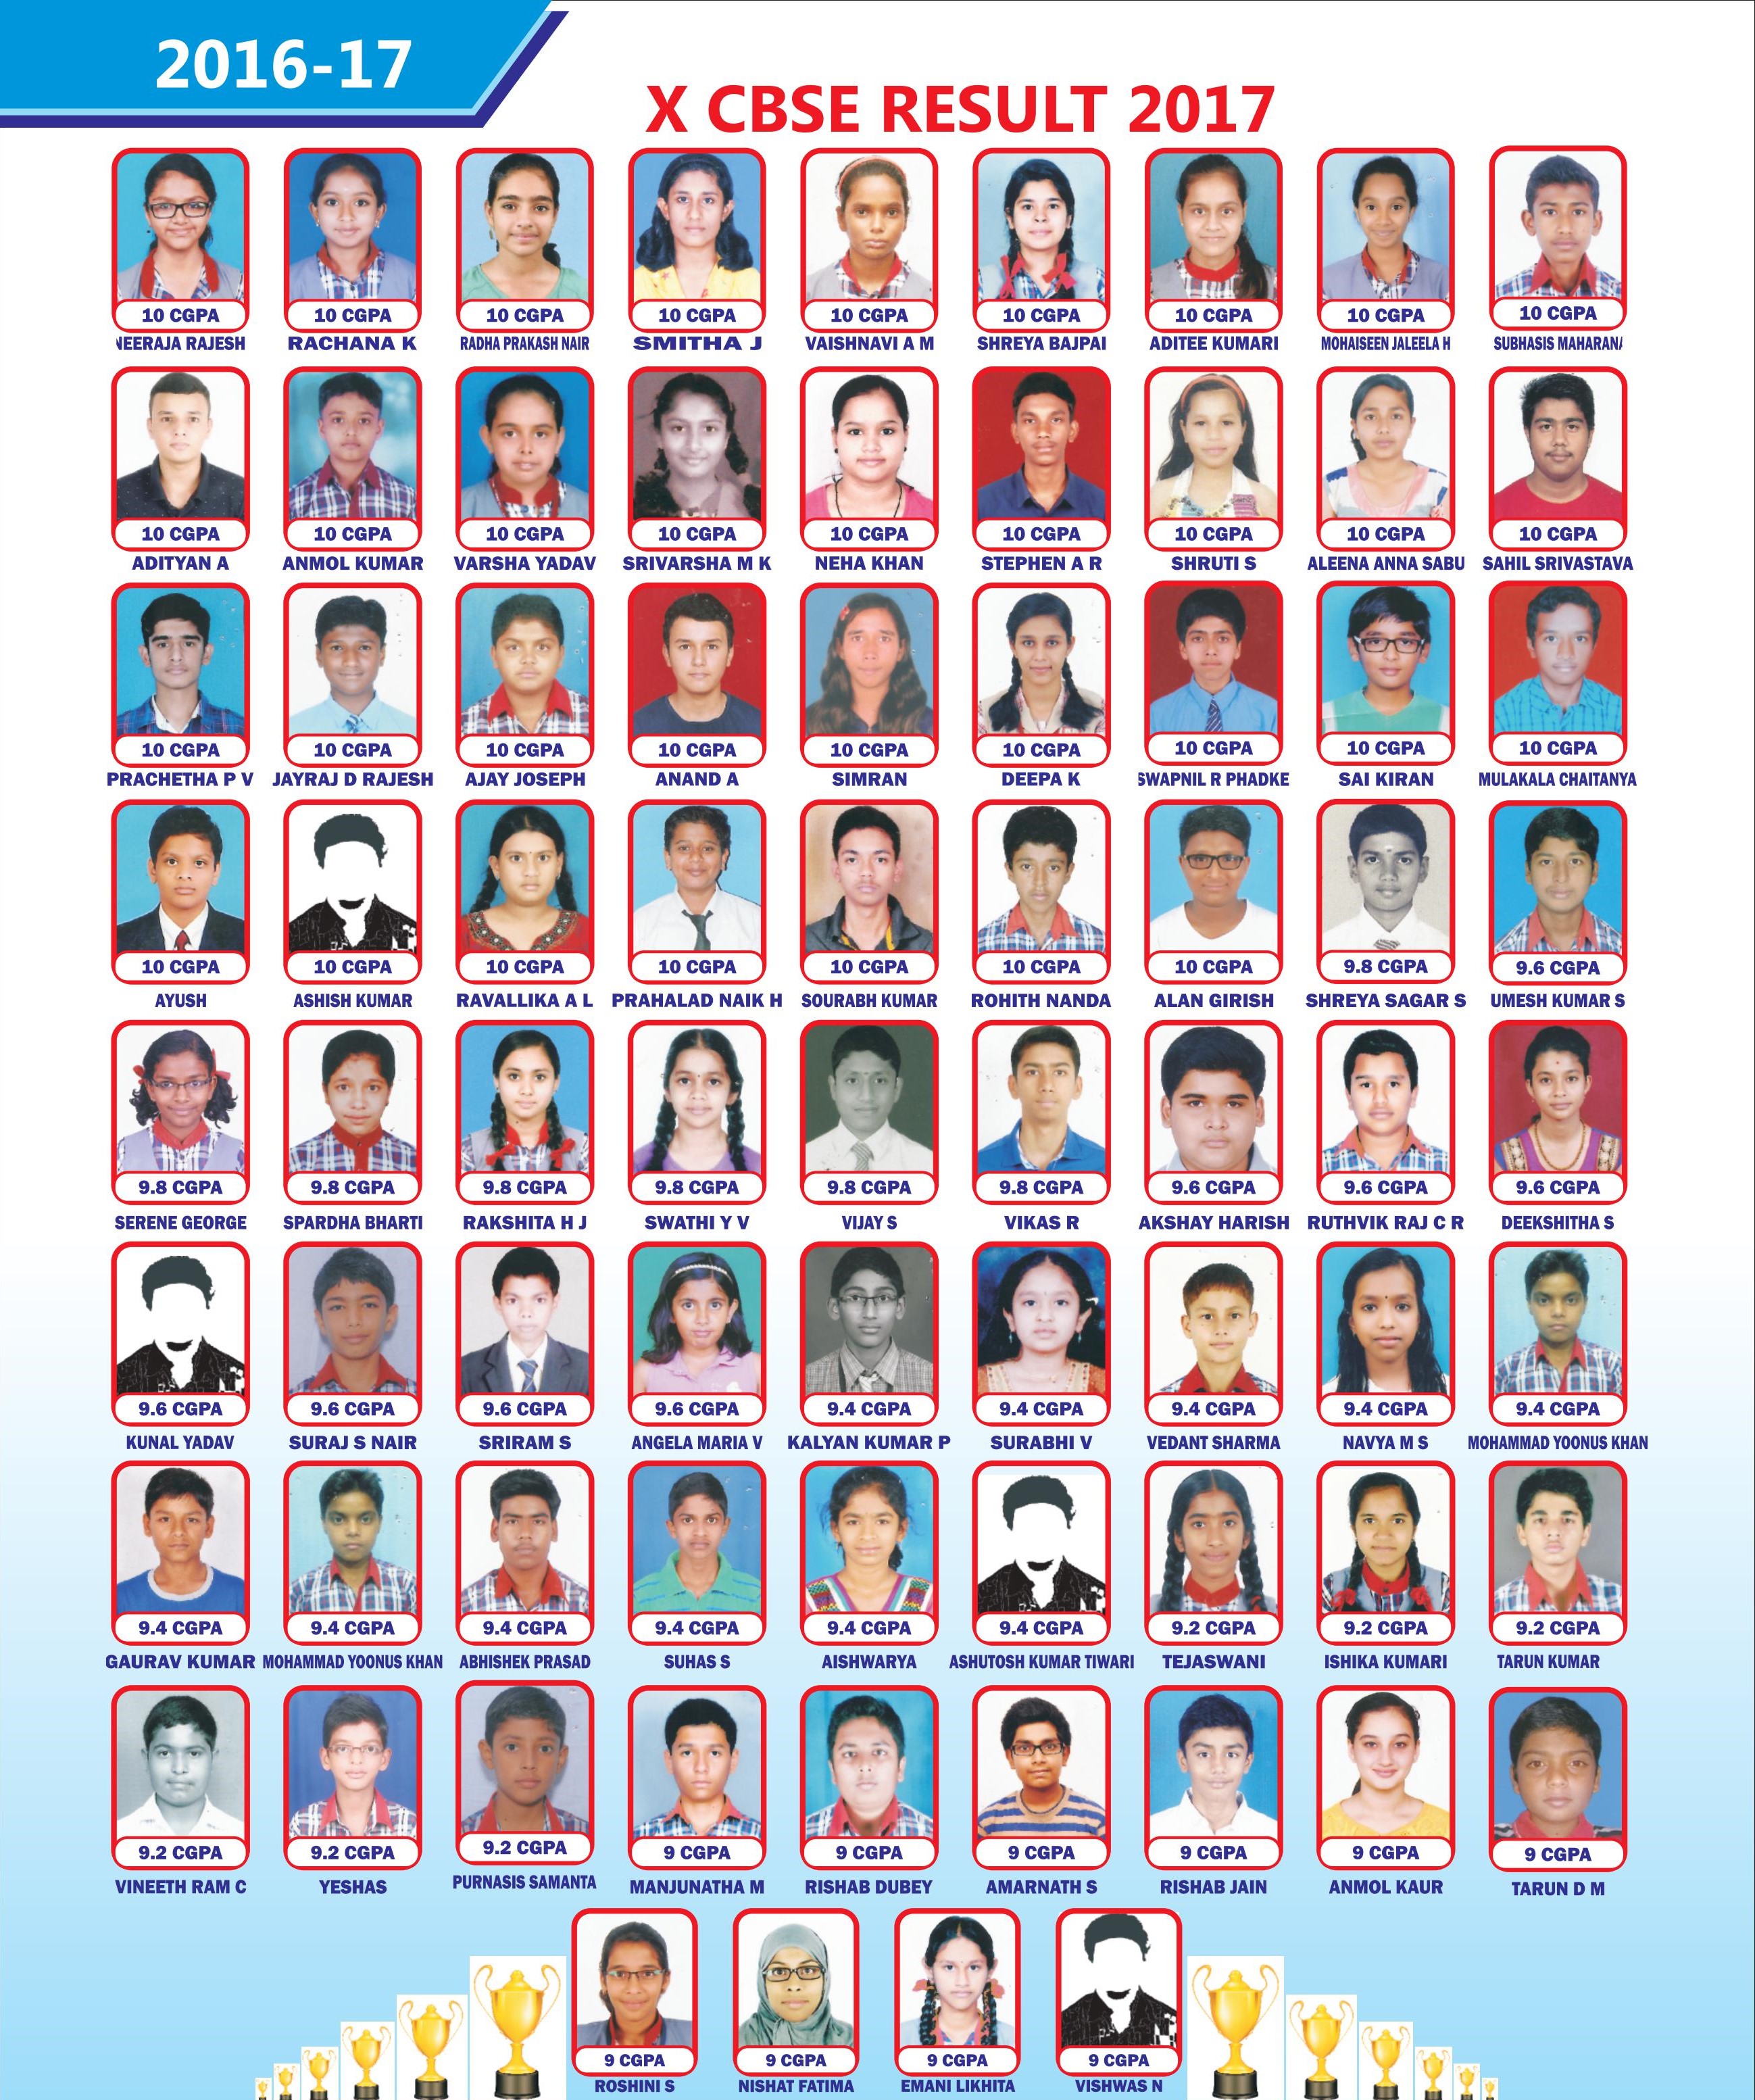 2016-17
X CBSE RESULT 2017
10 CGPA 10 CGPA 10 CGPA 10 CGPA 10 CGPA 10 CGPA 10 CGPA 10 CGPA 10 CGPA
NEERAJA RAJESH RACHANA K RADHA PRAKASH NAIR SMITHA J VAISHNAVI A M SHREYA BAJPAI ADITEE KUMARI MOHAISEEN JALEELA H SUBHASIS MAHARANA
10 CGPA 10 CGPA 10 CGPA 10 CGPA 10 CGPA 10 CGPA 10 CGPA 10 CGPA 10 CGPA
ADITYAN A ANMOL KUMAR VARSHA YADAV SRIVARSHA M K NEHA KHAN STEPHEN A R SHRUTI S ALEENA ANNA SABU SAHIL SRIVASTAVA
10 CGPA 10 CGPA 10 CGPA 10 CGPA 10 CGPA 10 CGPA 10 CGPA 10 CGPA 10 CGPA
PRACHETHA P V JAYRAJ D RAJESH AJAY JOSEPH ANAND A SIMRAN DEEPA K SWAPNIL R PHADKE SAI KIRAN MULAKALA CHAITANYA
10 CGPA 10 CGPA 10 CGPA 10 CGPA 10 CGPA 10 CGPA 10 CGPA 9.8 CGPA 9.6 CGPA
AYUSH ASHISH KUMAR RAVALLIKA A L PRAHALAD NAIK H SOURABH KUMAR ROHITH NANDA ALAN GIRISH SHREYA SAGAR S UMESH KUMAR S
9.8 CGPA 9.8 CGPA 9.8 CGPA 9.8 CGPA 9.8 CGPA 9.8 CGPA 9.6 CGPA 9.6 CGPA 9.6 CGPA
SERENE GEORGE SPARDHA BHARTI RAKSHITA H J SWATHI Y V VIJAY S VIKAS R AKSHAY HARISH RUTHVIK RAJ C R DEEKSHITHA S
9.6 CGPA 9.6 CGPA 9.6 CGPA 9.6 CGPA 9.4 CGPA 9.4 CGPA 9.4 CGPA 9.4 CGPA 9.4 CGPA
KUNAL YADAV SURAJ S NAIR SRIRAM S ANGELA MARIA V KALYAN KUMAR P SURABHI V VEDANT SHARMA NAVYA M S MOHAMMAD YOONUS KHAN
9.4 CGPA 9.4 CGPA 9.4 CGPA 9.4 CGPA 9.4 CGPA 9.4 CGPA 9.2 CGPA 9.2 CGPA 9.2 CGPA
GAURAV KUMAR MOHAMMAD YOONUS KHAN ABHISHEK PRASAD SUHAS S AISHWARYA ASHUTOSH KUMAR TIWARI TEJASWANI ISHIKA KUMARI TARUN KUMAR
9.2 CGPA 9.2 CGPA 9.2 CGPA 9 CGPA 9 CGPA 9 CGPA 9 CGPA 9 CGPA 9 CGPA
VINEETH RAM C YESHAS PURNASIS SAMANTA MANJUNATHA M RISHAB DUBEY AMARNATH S RISHAB JAIN ANMOL KAUR TARUN D M
9 CGPA 9 CGPA 9 CGPA 9 CGPA
ROSHINI S NISHAT FATIMA EMANI LIKHITA VISHWAS N